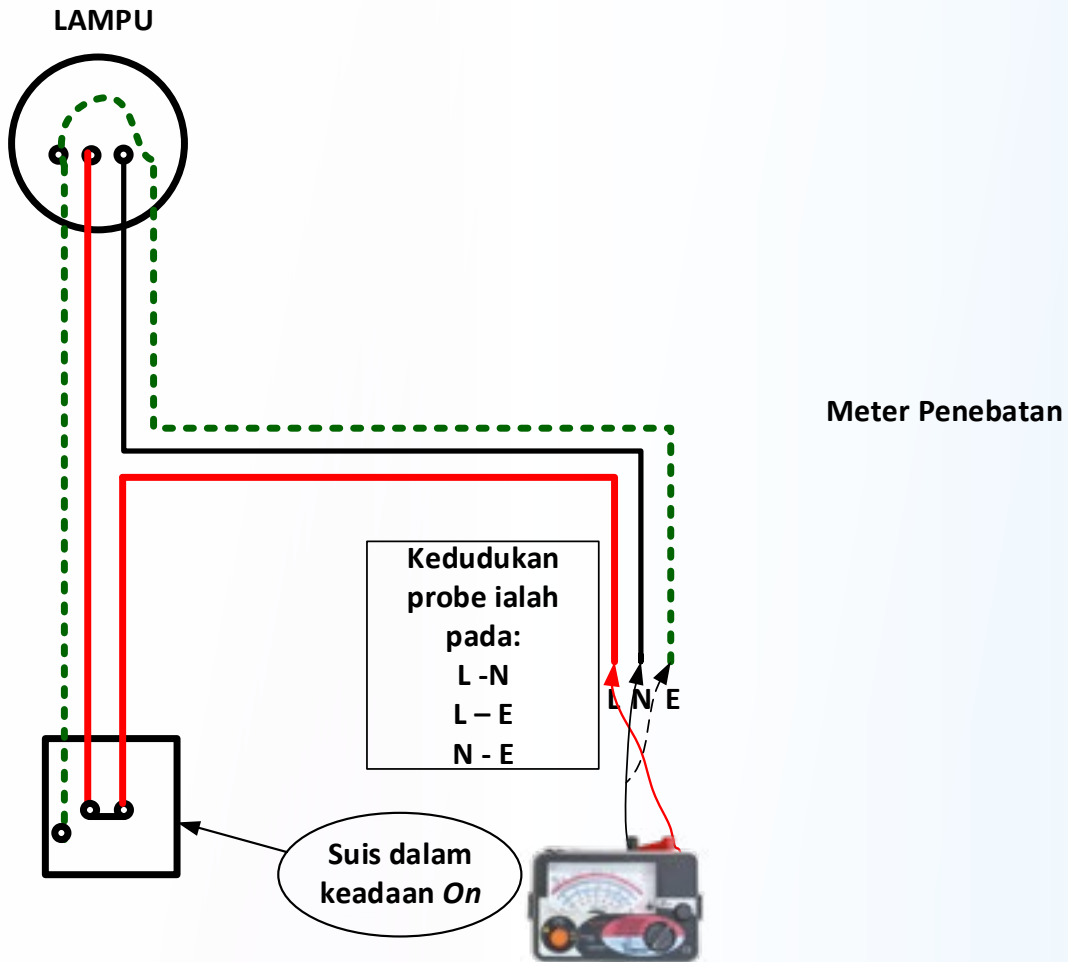 LAMPU
Meter Penebatan
Kedudukan
probe ialah
pada:
L -N
L – E
N - E
L N E
Suis dalam
keadaan On